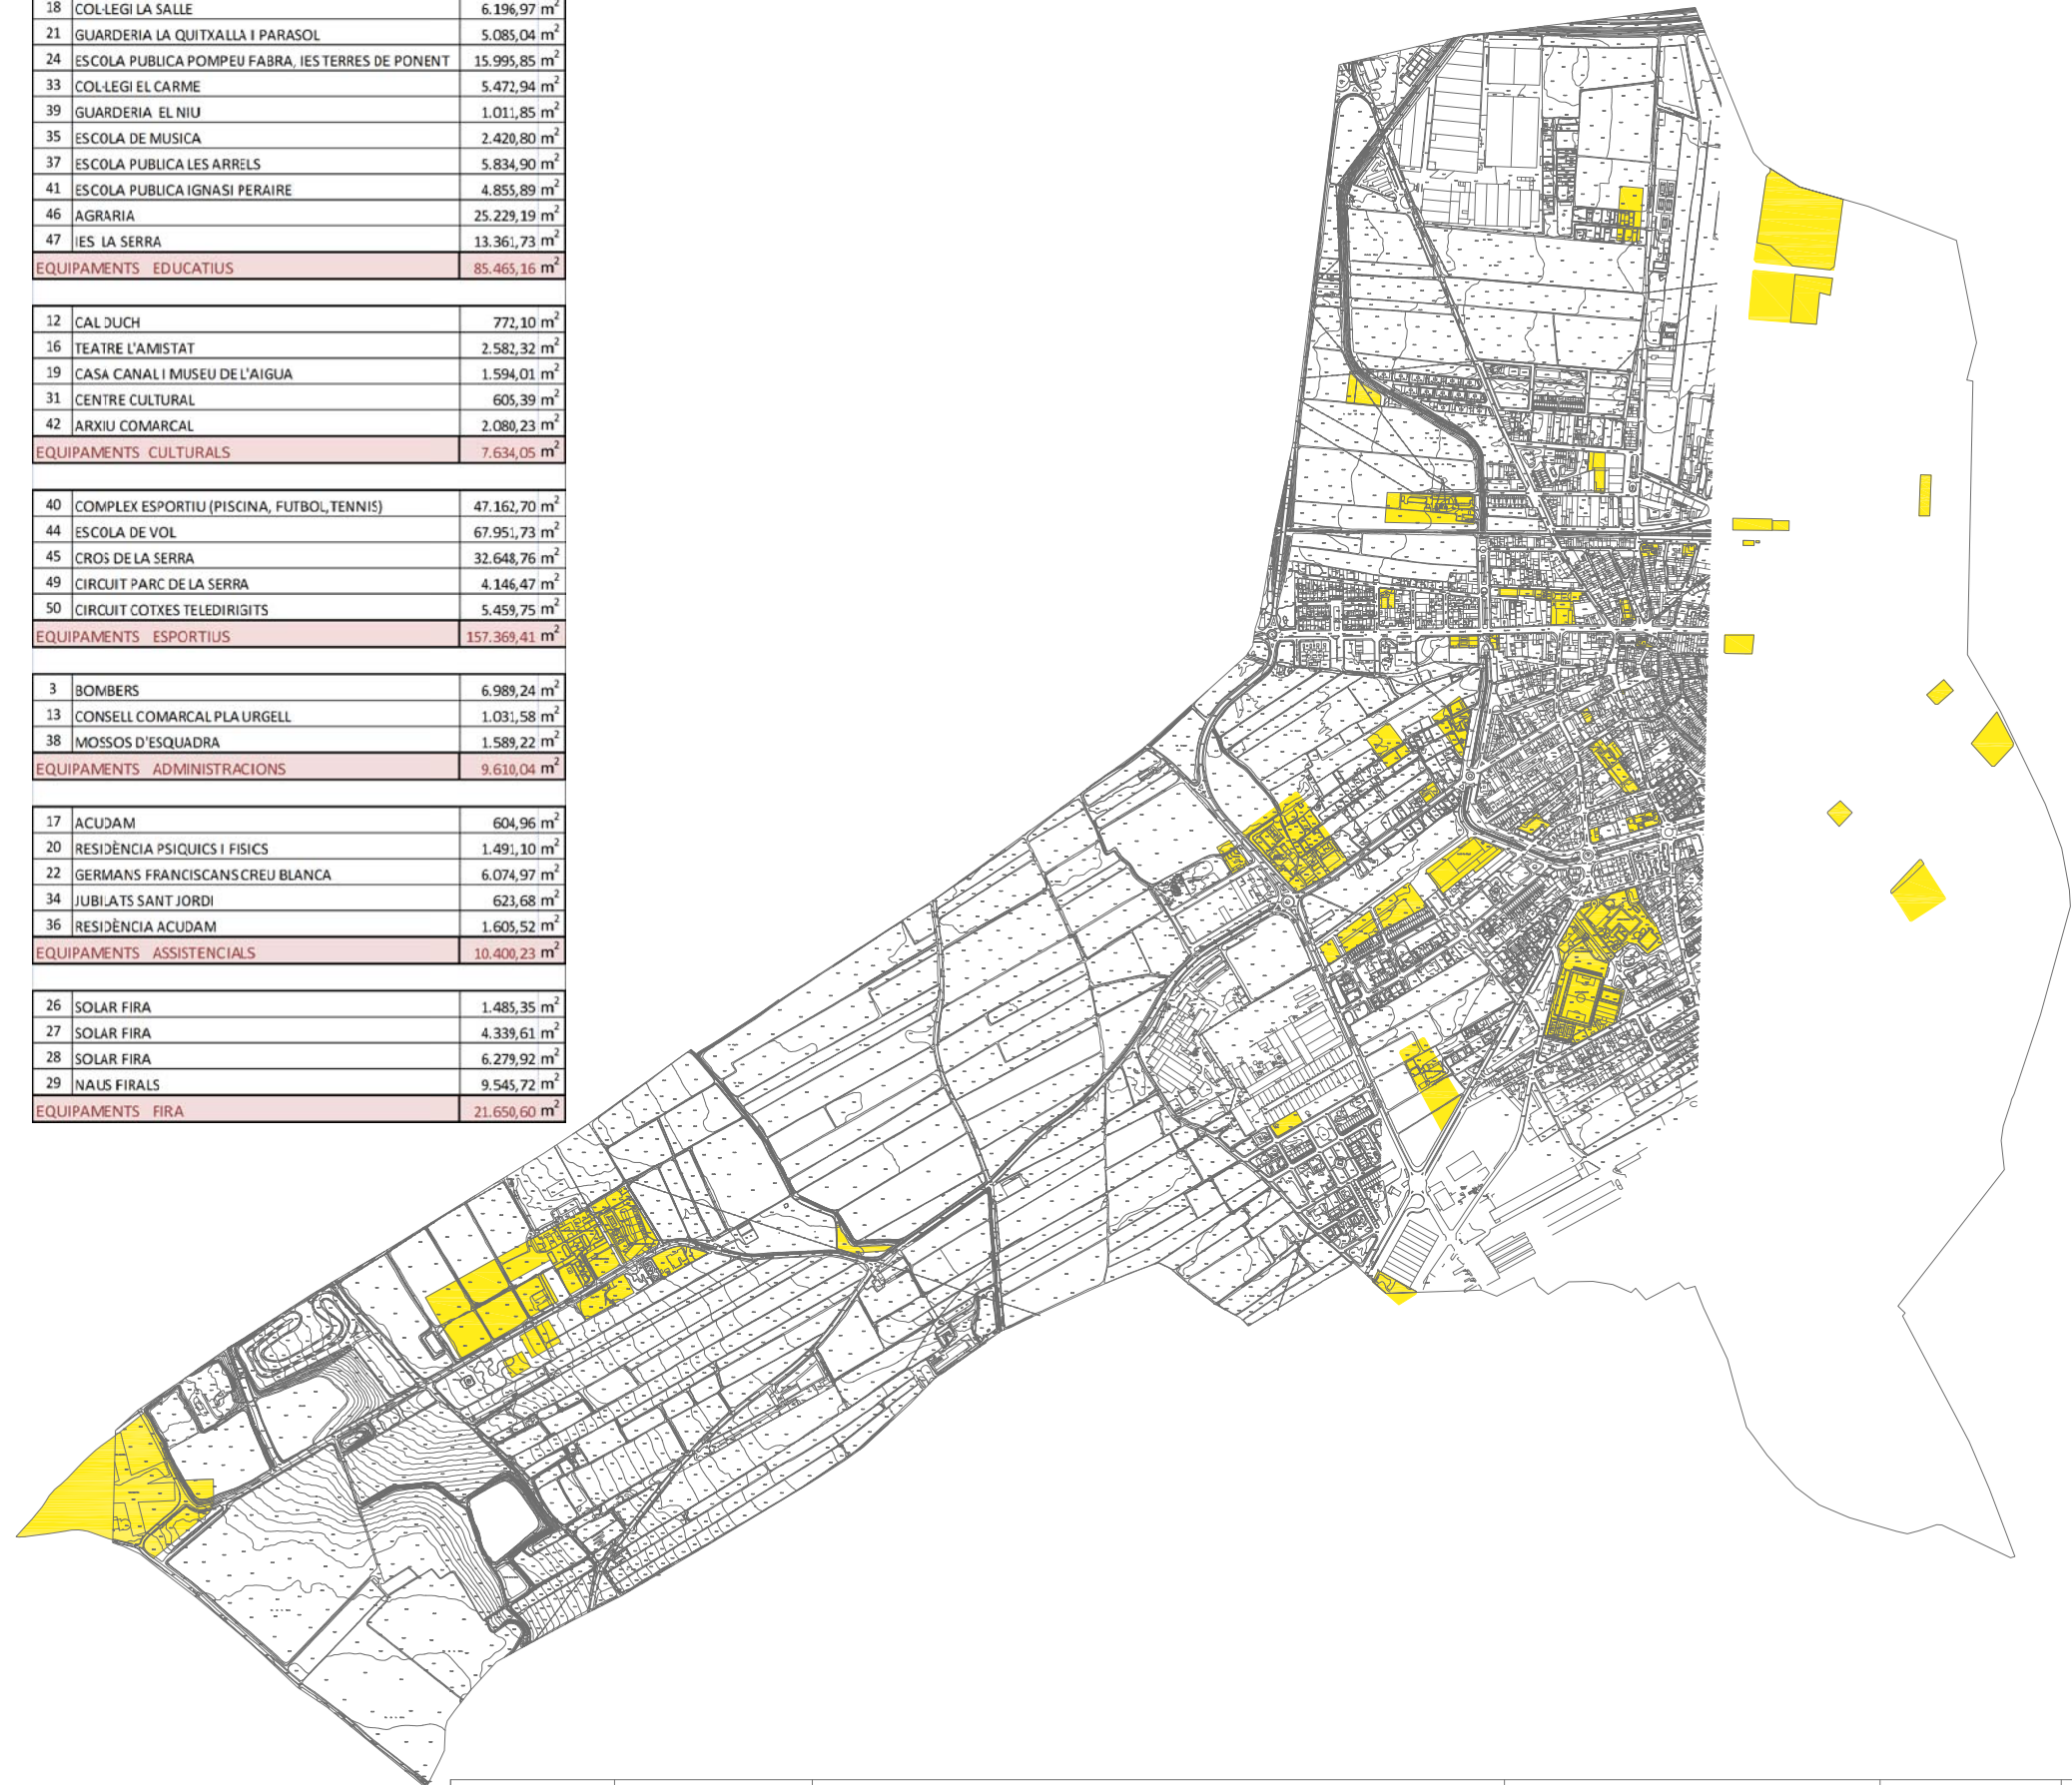 18 COL·LEGI LA SALLE 6.196,97 m²
21 GUARDERIA LA QUITXALLA I PARASOL 5.085,04 m²
24 ESCOLA PUBLICA POMPEU FABRA, IES TERRES DE PONENT 15.995,85 m²
33 COL·LEGI EL CARME 5.472,94 m²
39 GUARDERIA EL NIU 1.011,85 m²
35 ESCOLA DE MUSICA 2.420,80 m²
37 ESCOLA PUBLICA LES ARRELS 5.834,90 m²
41 ESCOLA PUBLICA IGNASI PERAIRE 4.855,89 m²
46 AGRARIA 25.229,19 m²
47 IES LA SERRA 13.361,73 m²
EQUIPAMENTS EDUCATIUS 85.465,16 m²
12 CAL DUCH 772,10 m²
16 TEATRE L'AMISTAT 2.582,32 m²
19 CASA CANAL I MUSEU DE L'AIGUA 1.594,01 m²
31 CENTRE CULTURAL 605,39 m²
42 ARXIU COMARCAL 2.080,23 m²
EQUIPAMENTS CULTURALS 7.634,05 m²
40 COMPLEX ESPORTIU (PISCINA, FUTBOL,TENNIS) 47.162,70 m²
44 ESCOLA DE VOL 67.951,73 m²
45 CROS DE LA SERRA 32.648,76 m²
49 CIRCUIT PARC DE LA SERRA 4.146,47 m²
50 CIRCUIT COTXES TELEDIRIGITS 5.459,75 m²
EQUIPAMENTS ESPORTIUS 157.369,41 m²
3 BOMBERS 6.989,24 m²
13 CONSELL COMARCAL PLA URGELL 1.031,58 m²
38 MOSSOS D'ESQUADRA 1.589,22 m²
EQUIPAMENTS ADMINISTRACIONS 9.610,04 m²
17 ACUDAM 604,96 m²
20 RESIDÈNCIA PSIQUICS I FISICS 1.491,10 m²
22 GERMANS FRANCISCANS CREU BLANCA 6.074,97 m²
34 JUBILATS SANT JORDI 623,68 m²
36 RESIDÈNCIA ACUDAM 1.605,52 m²
EQUIPAMENTS ASSISTENCIALS 10.400,23 m²
26 SOLAR FIRA 1.485,35 m²
27 SOLAR FIRA 4.339,61 m²
28 SOLAR FIRA 6.279,92 m²
29 NAUS FIRALS 9.545,72 m²
EQUIPAMENTS FIRA 21.650,60 m²